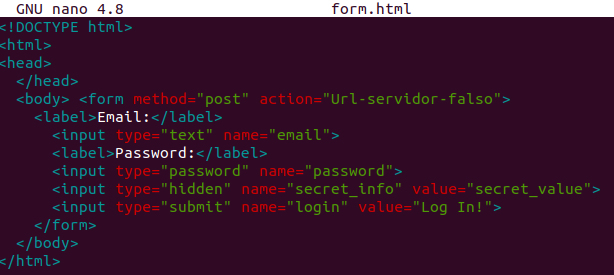 GNU nano 4.8 form.html
<!DOCTYPE html>
<html>
<head>
  </head>
  <body> <form method="post" action="Url-servidor-falso">
    <label>Email:</label>
      <input type="text" name="email">
      <label>Password:</label>
      <input type="password" name="password">
      <input type="hidden" name="secret_info" value="secret_value">
      <input type="submit" name="login" value="Log In!">
    </form>
  </body>
</html>